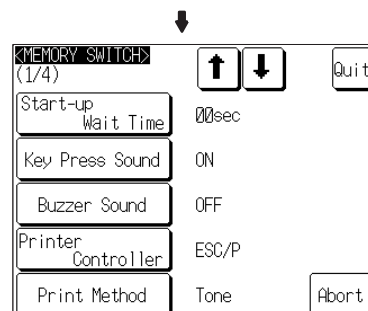 <MEMORY SWITCH>
(1/4)
Quit
Start-up
Wait Time
00sec
Key Press Sound
ON
Buzzer Sound
OFF
Printer
Controller
ESC/P
Print Method
Tone
Abort